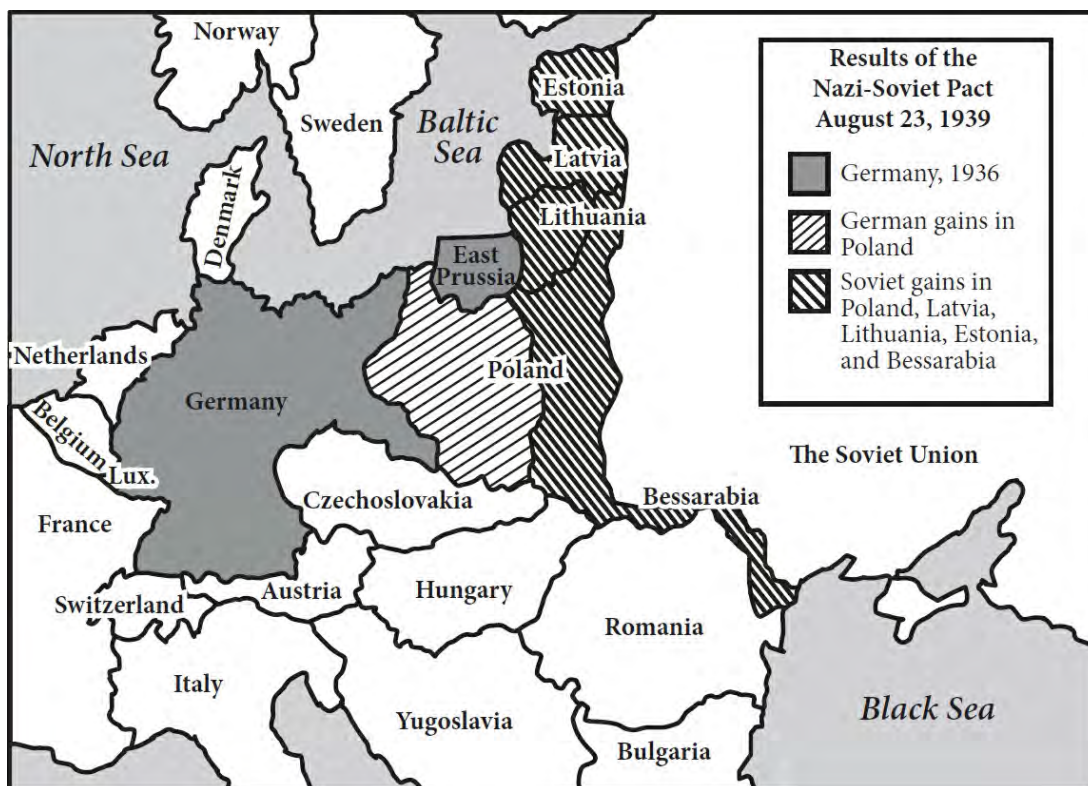 Norway
Sweden
Baltic
Sea
North Sea
Denmark
Estonia
Latvia
Lithuania
East
Prussia
Netherlands
Belgium
Lux.
Germany
Poland
Czechoslovakia
France
Switzerland
Austria
Hungary
Bessarabia
The Soviet Union
Romania
Italy
Yugoslavia
Bulgaria
Black Sea
Results of the
Nazi-Soviet Pact
August 23, 1939
Germany, 1936
German gains in
Poland
Soviet gains in
Poland, Latvia,
Lithuania, Estonia,
and Bessarabia